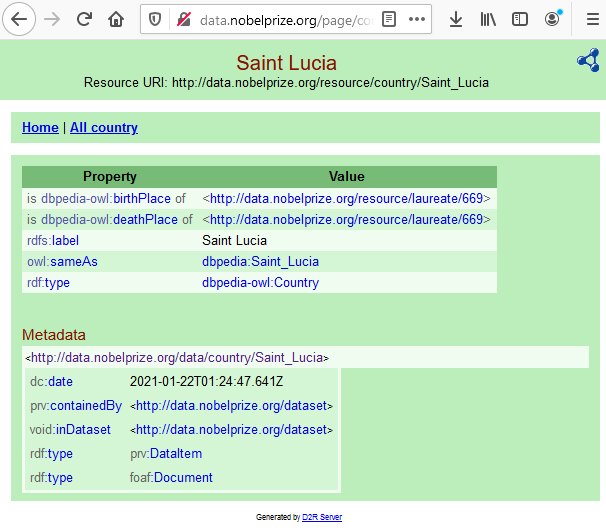 data.nobelprize.org/page/co
Saint Lucia
Resource URI: http://data.nobelprize.org/resource/country/Saint_Lucia
Home | All country
Property Value
is dbpedia-owl:birthPlace of <http://data.nobelprize.org/resource/laureate/669>
is dbpedia-owl:deathPlace of <http://data.nobelprize.org/resource/laureate/669>
rdfs:label Saint Lucia
owl:sameAs dbpedia:Saint_Lucia
rdf:type dbpedia-owl:Country
Metadata
<http://data.nobelprize.org/data/country/Saint_Lucia>
dc:date 2021-01-22T01:24:47.641Z
prv:containedBy <http://data.nobelprize.org/dataset>
void:inDataset <http://data.nobelprize.org/dataset>
rdf:type prv:DataItem
rdf:type foaf:Document
Generated by D2R Server